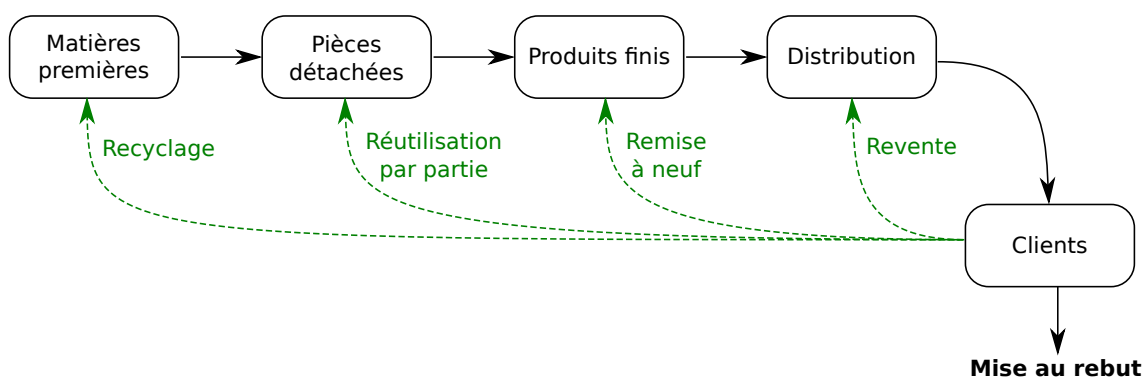 Matières
premières
Pièces
détachées
Produits finis
Distribution
Recyclage
Réutilisation
par partie
Remise
à neuf
Revente
Clients
Mise au rebut